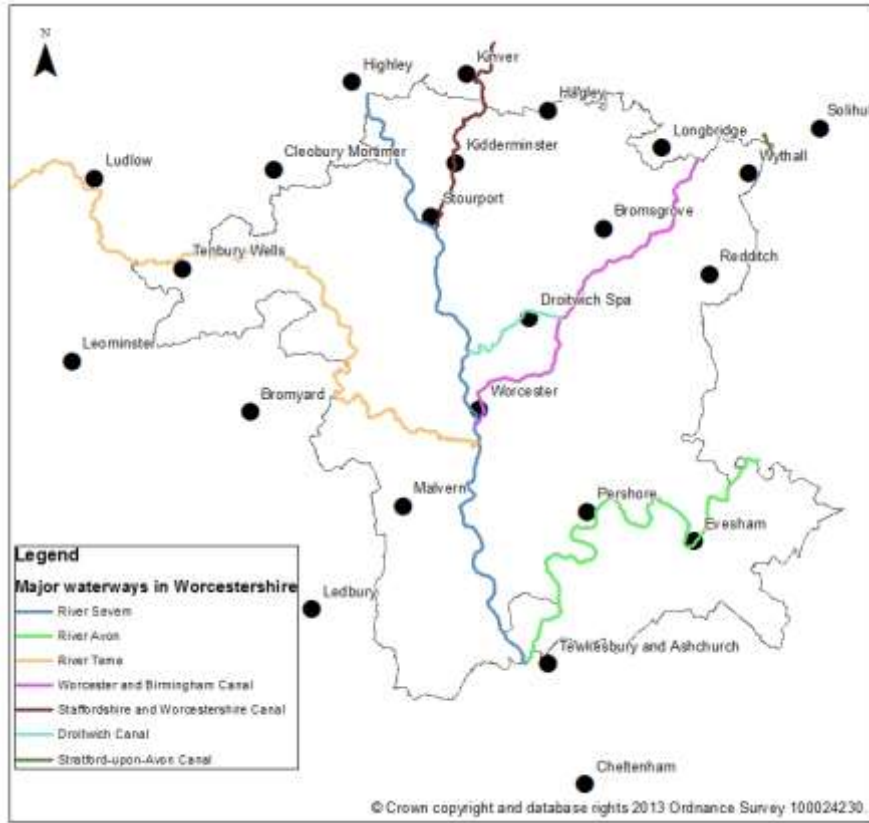 N
Kinver
Highley
Hagley
Solihull
Longbridge
Kidderminster
Cleobury Mortimer
Wythall
Ludlow
Stourport
Bromsgrove
Tenbury Wells
Redditch
Droitwich Spa
Leominster
Worcester
Bromyard
Malvern
Pershore
Evesham
Legend
Major waterways in Worcestershire
River Severn
River Avon
River Teme
Worcester and Birmingham Canal
Staffordshire and Worcestershire Canal
Droitwich Canal
Stratford-upon-Avon Canal
Ledbury
Tewkesbury and Ashchurch
Cheltenham
© Crown copyright and database rights 2013 Ordnance Survey 100024230.